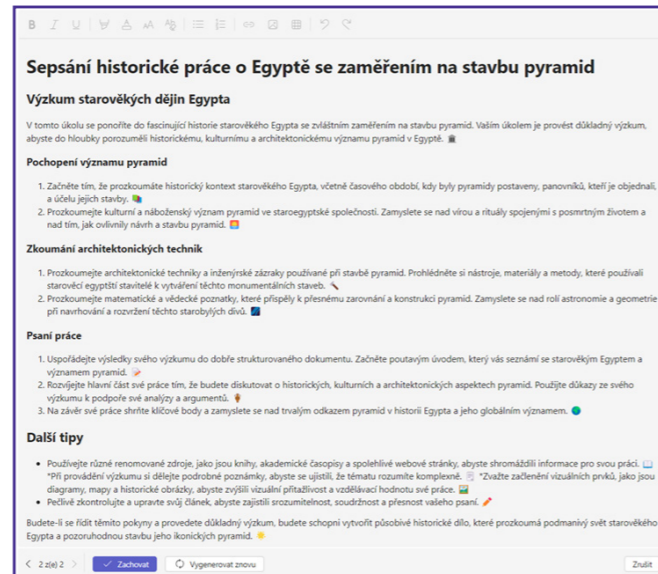 B I U
Sepsání historické práce o Egyptě se zaměřením na stavbu pyramid
Výzkum starověkých dějin Egypta
V tomto úkolu se ponoříte do fascinující historie starověkého Egypta se zvláštním zaměřením na stavbu pyramid. Vaším úkolem je provést důkladný výzkum,
abyste do hloubky porozuměli historickému, kulturnímu a architektonickému významu pyramid v Egyptě.
Pochopení významu pyramid
1. Začněte tím, že prozkoumáte historický kontext starověkého Egypta, včetně časového období, kdy byly pyramidy postaveny, panovníků, kteří je objednali,
a účelu jejich stavby.
2. Prozkoumejte kulturní a náboženský význam pyramid ve staroegyptské společnosti. Zamyslete se nad vírou a rituály spojenými s posmrtným životem a
nad tím, jak ovlivnily návrh a stavbu pyramid.
Zkoumání architektonických technik
1. Prozkoumejte architektonické techniky a inženýrské zázraky používané při stavbě pyramid. Prohlédněte si nástroje, materiály a metody, které používali
starověcí egyptští stavitelé k vytváření těchto monumentálních staveb.
2. Prozkoumejte matematické a vědecké poznatky, které přispěly k přesnému zarovnání a konstrukci pyramid. Zamyslete se nad rolí astronomie a geometrie
při navrhování a rozvržení těchto starobylých divů.
Psaní práce
1. Uspořádejte výsledky svého výzkumu do dobře strukturovaného dokumentu. Začněte poutavým úvodem, který vás seznámí se starověkým Egyptem a
významem pyramid.
2. Rozvíjejte hlavní část své práce tím, že budete diskutovat o historických, kulturních a architektonických aspektech pyramid. Použijte důkazy ze svého
výzkumu k podpoře své analýzy a argumentů.
3. Na závěr své práce shrňte klíčové body a zamyslete se nad trvalým odkazem pyramid v historii Egypta a jeho globálním významem.
Další tipy
• Používejte různé renomované zdroje, jako jsou knihy, akademické časopisy a spolehlivé webové stránky, abyste shromáždili informace pro svou práci.
*Při provádění výzkumu si dělejte podrobné poznámky, abyste se ujistili, že tématu rozumíte komplexně. *Zvažte začlenění vizuálních prvků, jako jsou
diagramy, mapy a historické obrázky, abyste zvýšili vizuální přitažlivost a vzdělávací hodnotu své práce.
• Pečlivě zkontrolujte a upravte svůj článek, abyste zajistili srozumitelnost, soudržnost a přesnost vašeho psaní.
Budete-li se řídit těmito pokyny a provedete důkladný výzkum, budete schopni vytvořit působivé historické dílo, které prozkoumá podmanivý svět starověkého
Egypta a pozoruhodnou stavbu jeho ikonických pyramid.
2 z(e) 2 Zachovat Vygenerovat znovu Zrušit